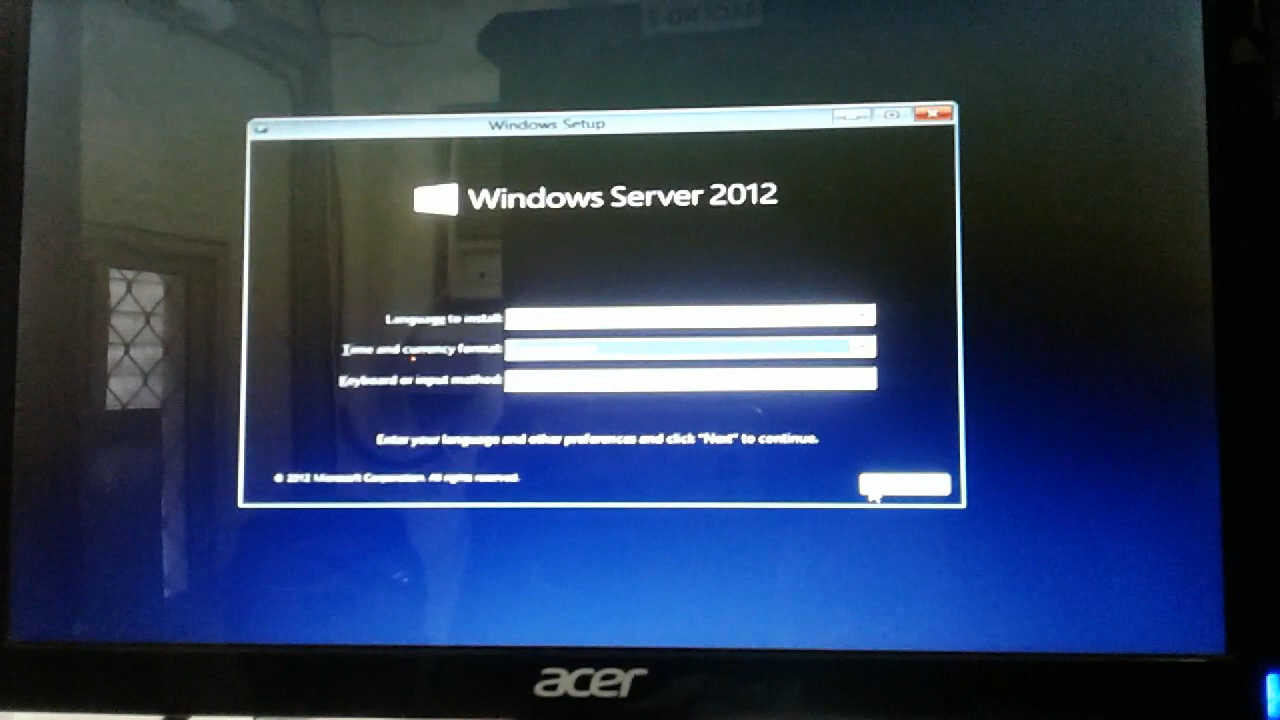 Windows Setup
Windows Server 2012
Language to install:
Time and currency format:
Keyboard or input method:
Enter your language and other preferences and click "Next" to continue.
© 2012 Microsoft Corporation. All rights reserved.
acer